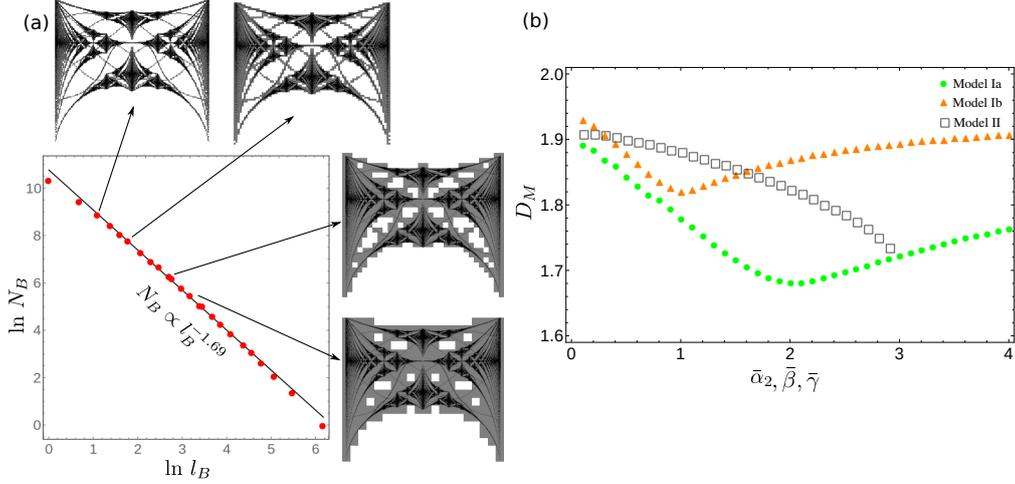 (a)
(b)
10
8
6
4
2
0
ln N_B
N_B ∝ l_B^{-1.69}
0 1 2 3 4 5 6
ln l_B
2.0
1.9
1.8
1.7
1.6
D_M
Model Ia
Model Ib
Model II
0 1 2 3 4
ᾱ₂, β̄, γ̄